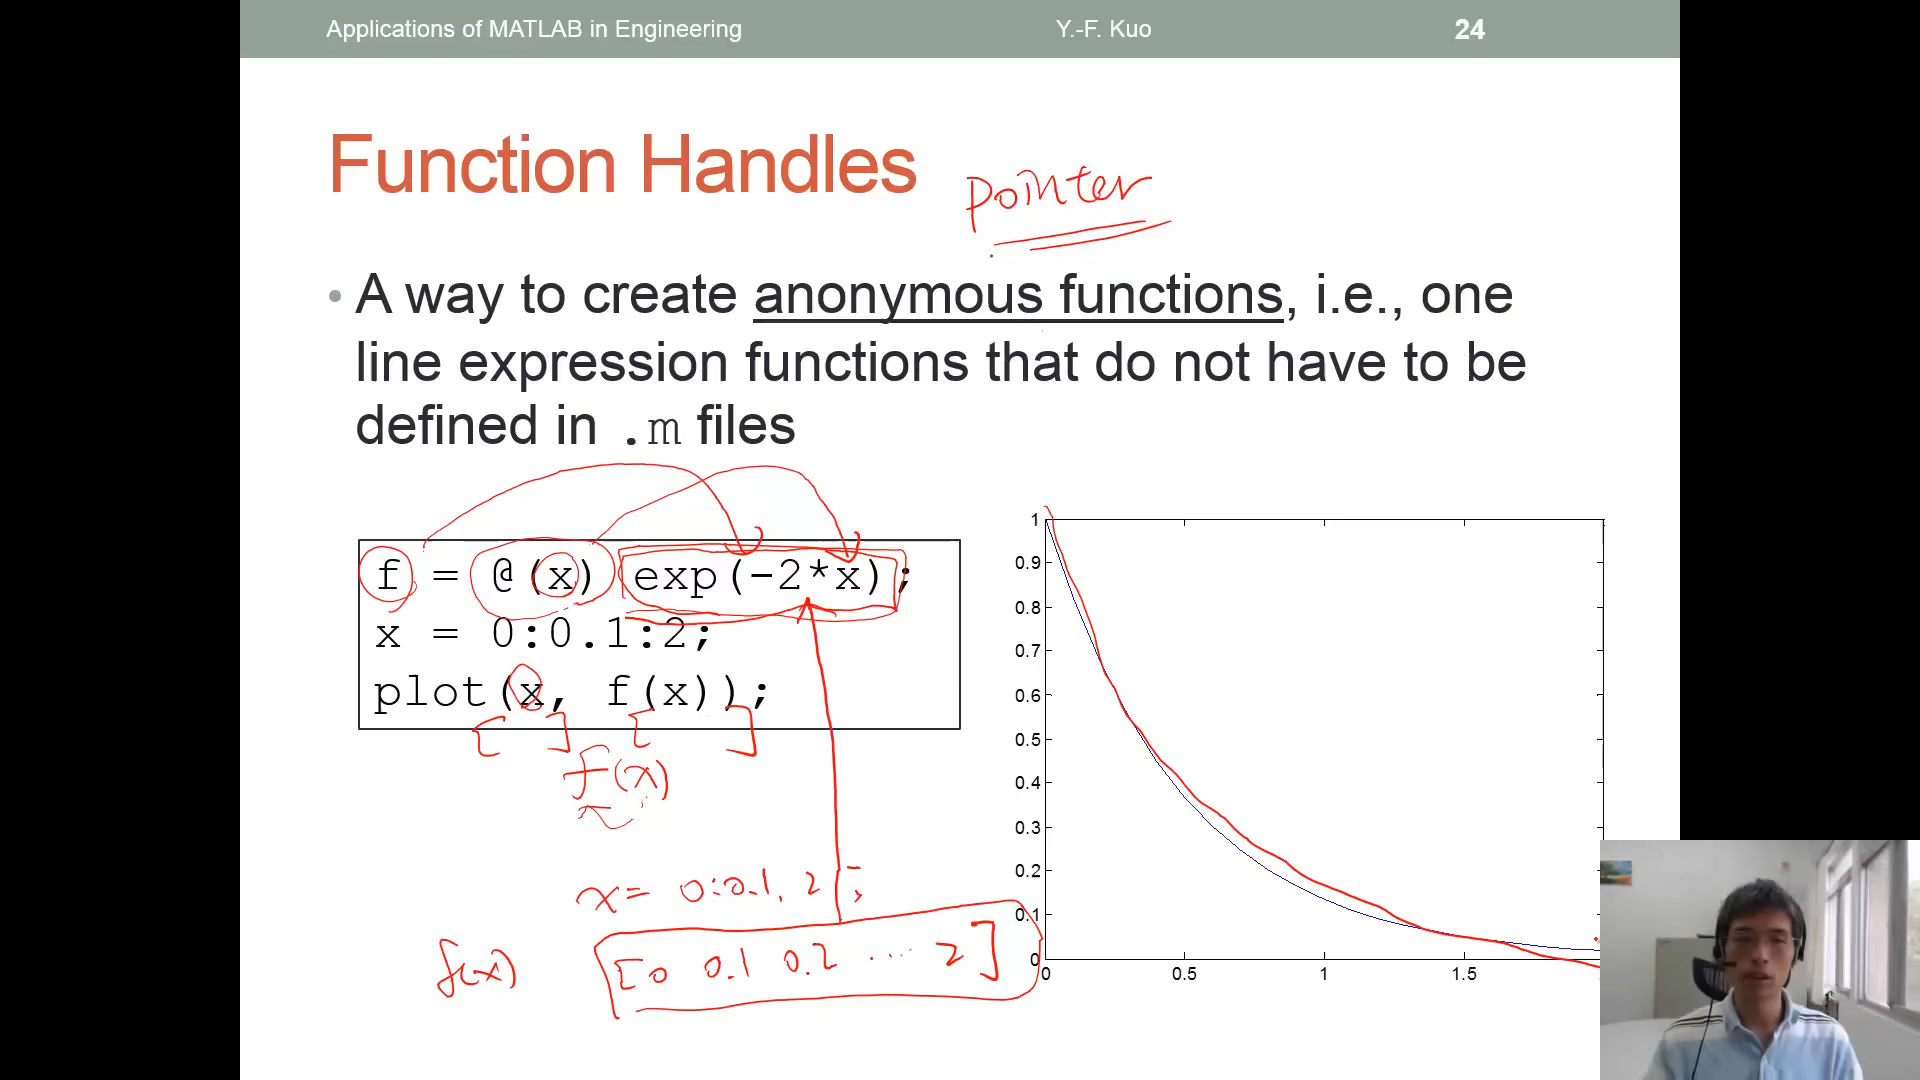 Applications of MATLAB in Engineering Y.-F. Kuo 24
Function Handles
pointer
• A way to create anonymous functions, i.e., one
line expression functions that do not have to be
defined in .m files
f = @(x) exp(-2*x);
x = 0:0.1:2;
plot(x, f(x));
[ ] [ ]
f(x)
x = 0:0.1, 2 ;
f(x) [0 0.1 0.2 .... 2]
1
0.9
0.8
0.7
0.6
0.5
0.4
0.3
0.2
0.1
0
0 0.5 1 1.5